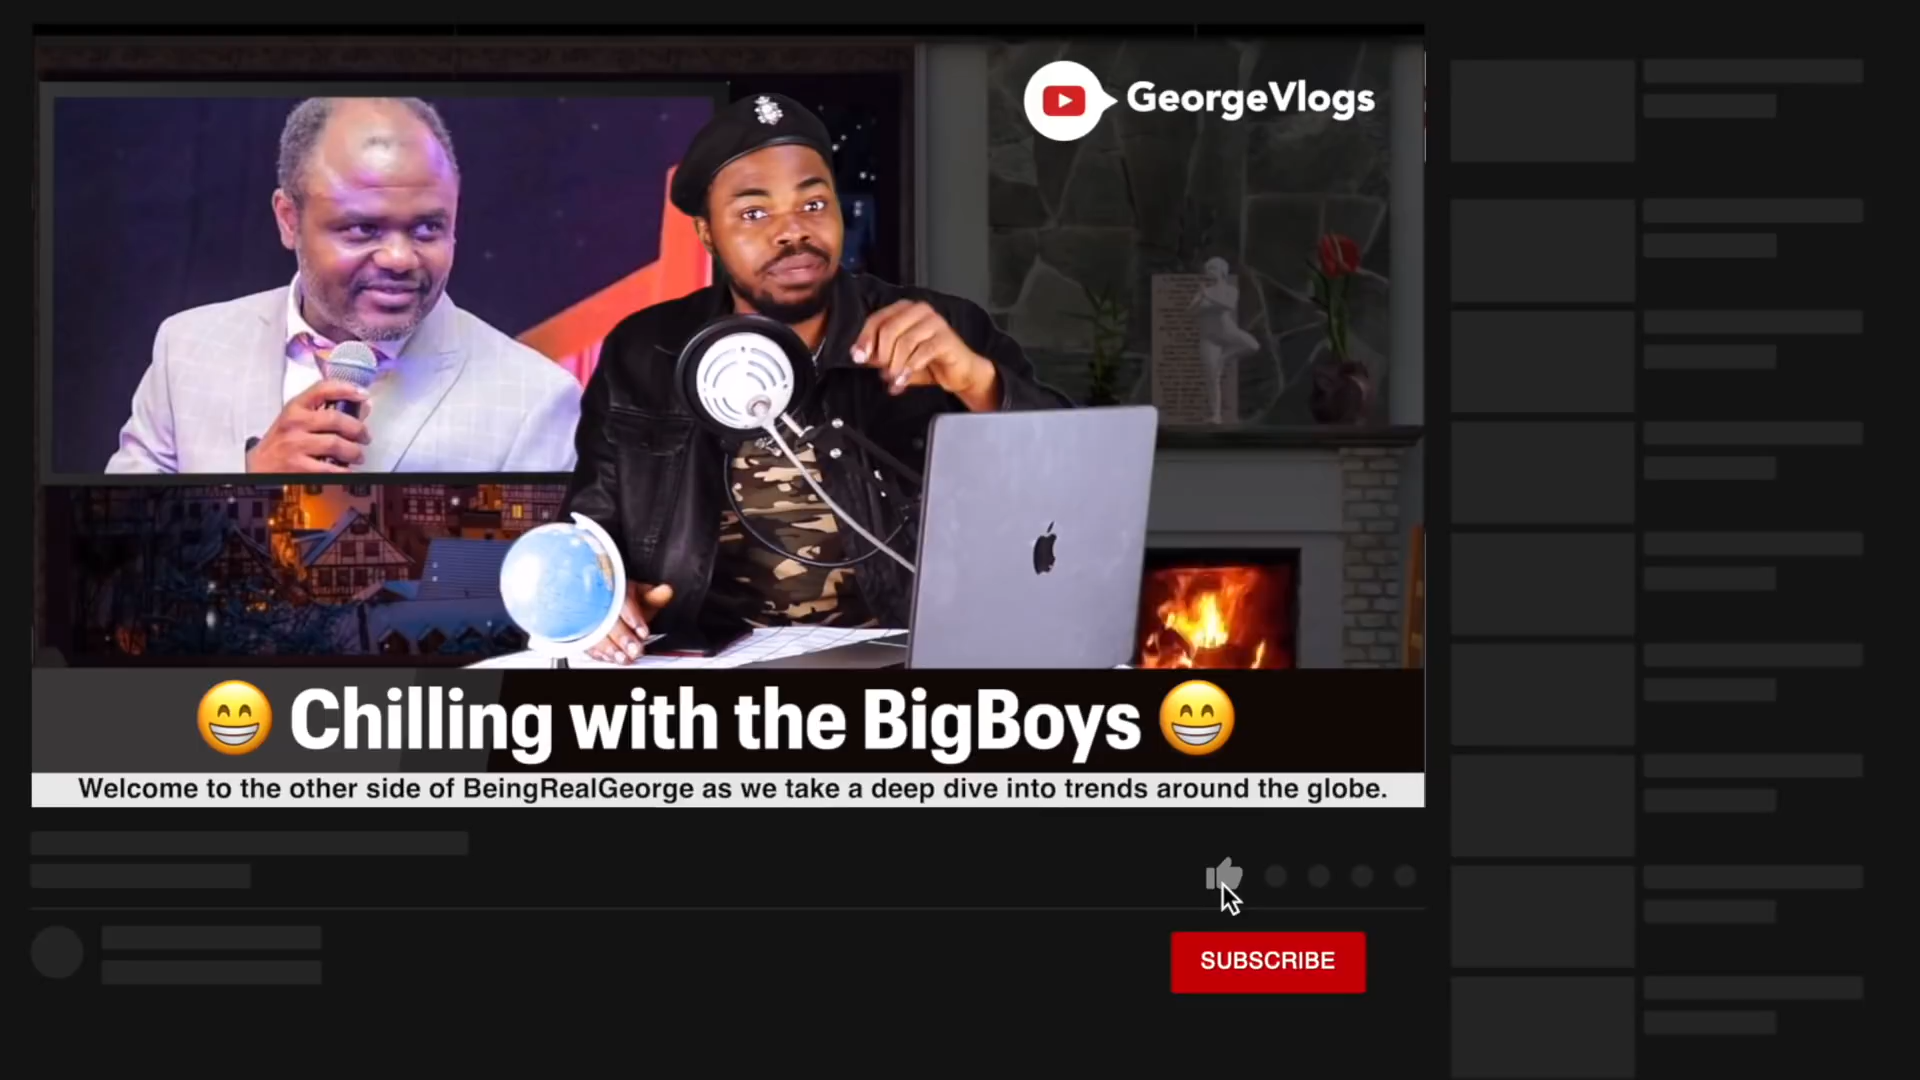 GeorgeVlogs
😁 Chilling with the BigBoys 😁
Welcome to the other side of BeingRealGeorge as we take a deep dive into trends around the globe.
SUBSCRIBE